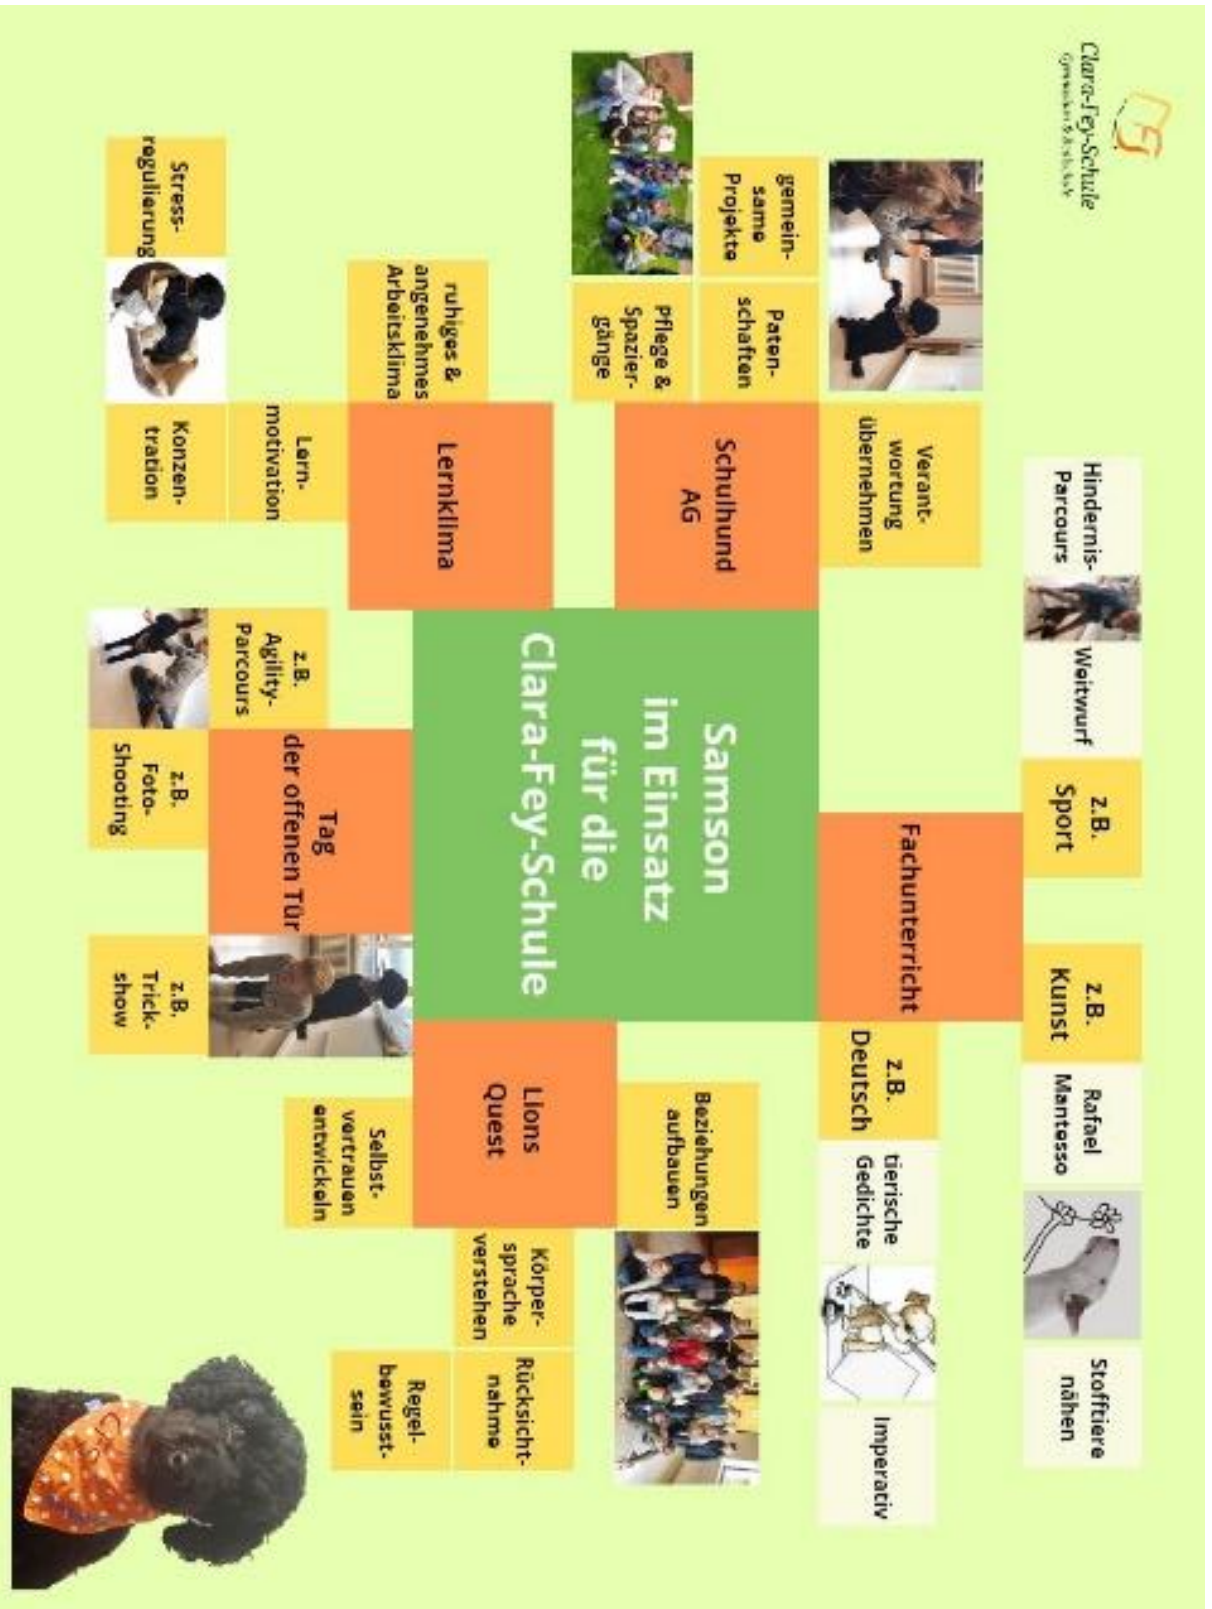 Clara-Fey-Schule
Gymnasium & Realschule
Hindernis-
Parcours
Weitwurf
z.B.
Sport
z.B.
Kunst
Rafael
Mantesso
Stofftiere
nähen
Verant-
wortung
übernehmen
Fachunterricht
z.B.
Deutsch
tierische
Gedichte
Imperativ
gemein-
same
Projekte
Paten-
schaften
Pflege &
Spazier-
gänge
Schulhund
AG
Samson
im Einsatz
für die
Clara-Fey-Schule
Beziehungen
aufbauen
Lions
Quest
Körper-
sprache
verstehen
Rücksicht-
nahme
Regel-
bewusst-
sein
Selbst-
vertrauen
entwickeln
ruhiges &
angenehmes
Arbeitsklima
Lernklima
Lern-
motivation
Stress-
regulierung
Konzen-
tration
z.B.
Agility-
Parcours
Tag
der offenen Tür
z.B.
Foto-
Shooting
z.B.
Trick-
show